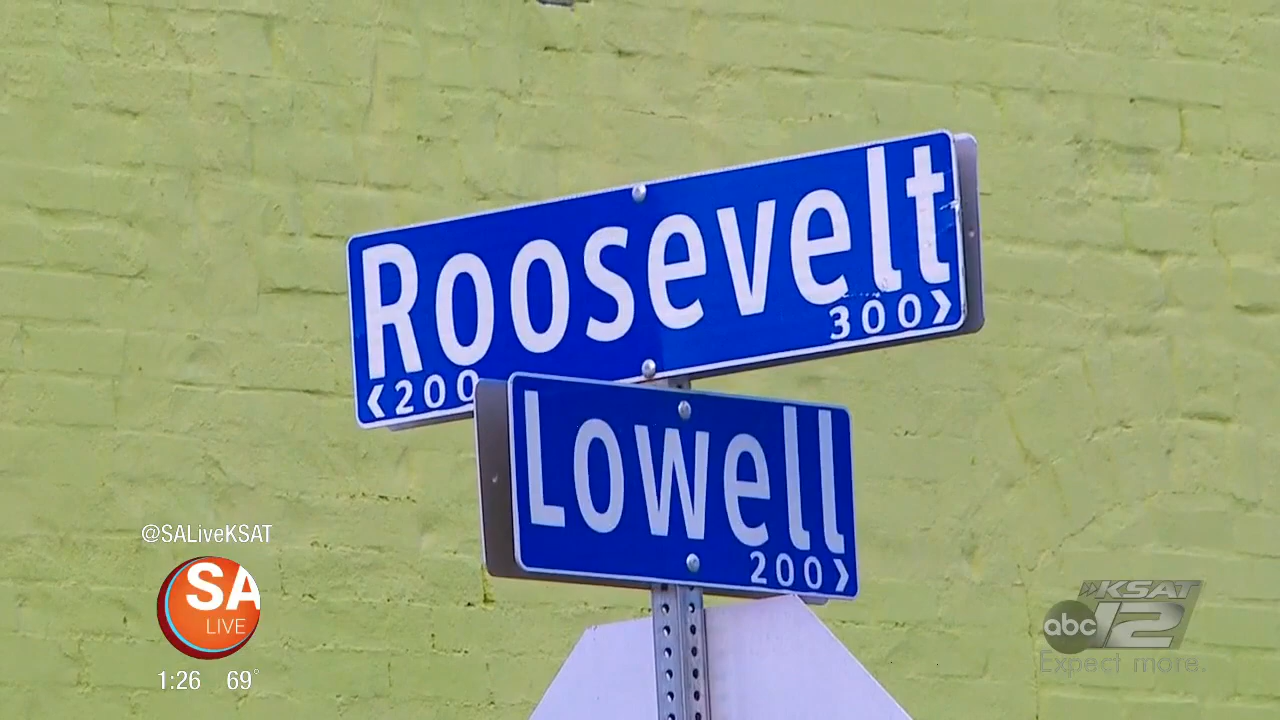 Roosevelt
<200
300>
Lowell
200>
@SALiveKSAT
SA
LIVE
1:26 69°
KSAT
abc 12
Expect more.